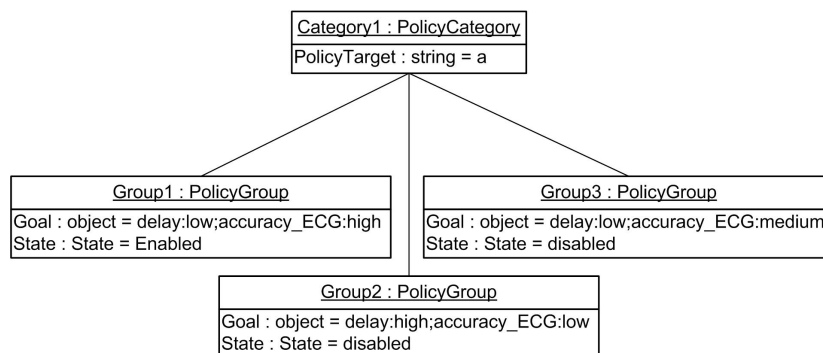 Category1 : PolicyCategory
PolicyTarget : string = a
Group1 : PolicyGroup
Goal : object = delay:low;accuracy_ECG:high
State : State = Enabled
Group3 : PolicyGroup
Goal : object = delay:low;accuracy_ECG:medium
State : State = disabled
Group2 : PolicyGroup
Goal : object = delay:high;accuracy_ECG:low
State : State = disabled